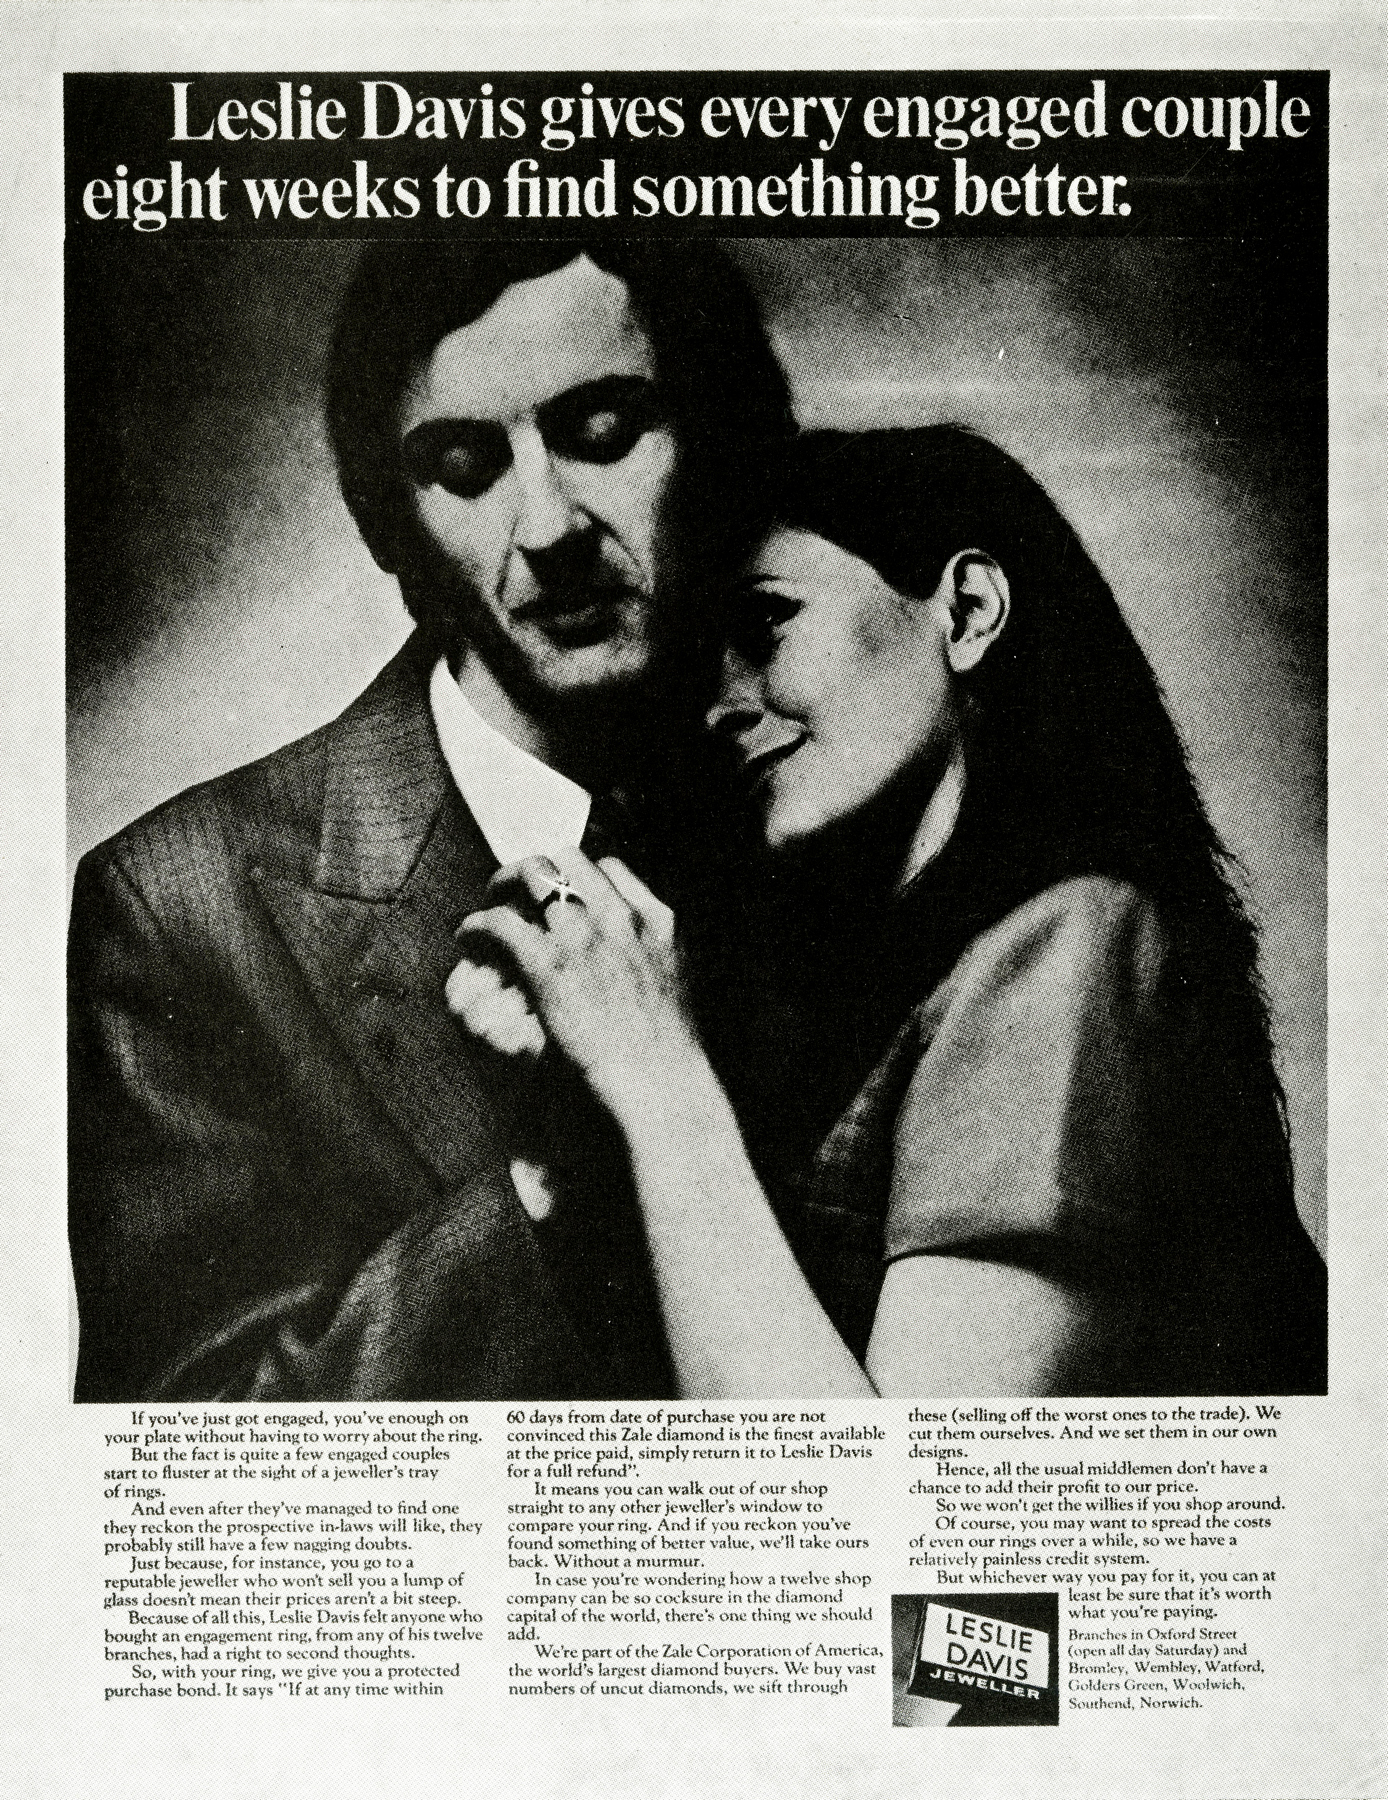 Leslie Davis gives every engaged couple
eight weeks to find something better.
If you've just got engaged, you've enough on
your plate without having to worry about the ring.
But the fact is quite a few engaged couples
start to fluster at the sight of a jeweller's tray
of rings.
And even after they've managed to find one
they reckon the prospective in-laws will like, they
probably still have a few nagging doubts.
Just because, for instance, you go to a
reputable jeweller who won't sell you a lump of
glass doesn't mean their prices aren't a bit steep.
Because of all this, Leslie Davis felt anyone who
bought an engagement ring, from any of his twelve
branches, had a right to second thoughts.
So, with your ring, we give you a protected
purchase bond. It says "If at any time within
60 days from date of purchase you are not
convinced this Zale diamond is the finest available
at the price paid, simply return it to Leslie Davis
for a full refund".
It means you can walk out of our shop
straight to any other jeweller's window to
compare your ring. And if you reckon you've
found something of better value, we'll take ours
back. Without a murmur.
In case you're wondering how a twelve shop
company can be so cocksure in the diamond
capital of the world, there's one thing we should
add.
We're part of the Zale Corporation of America,
the world's largest diamond buyers. We buy vast
numbers of uncut diamonds, we sift through
these (selling off the worst ones to the trade). We
cut them ourselves. And we set them in our own
designs.
Hence, all the usual middlemen don't have a
chance to add their profit to our price.
So we won't get the willies if you shop around.
Of course, you may want to spread the costs
of even our rings over a while, so we have a
relatively painless credit system.
But whichever way you pay for it, you can at
least be sure that it's worth
what you're paying.
Branches in Oxford Street
(open all day Saturday) and
Bromley, Wembley, Watford,
Golders Green, Woolwich,
Southend, Norwich.
LESLIE
DAVIS
JEWELLER